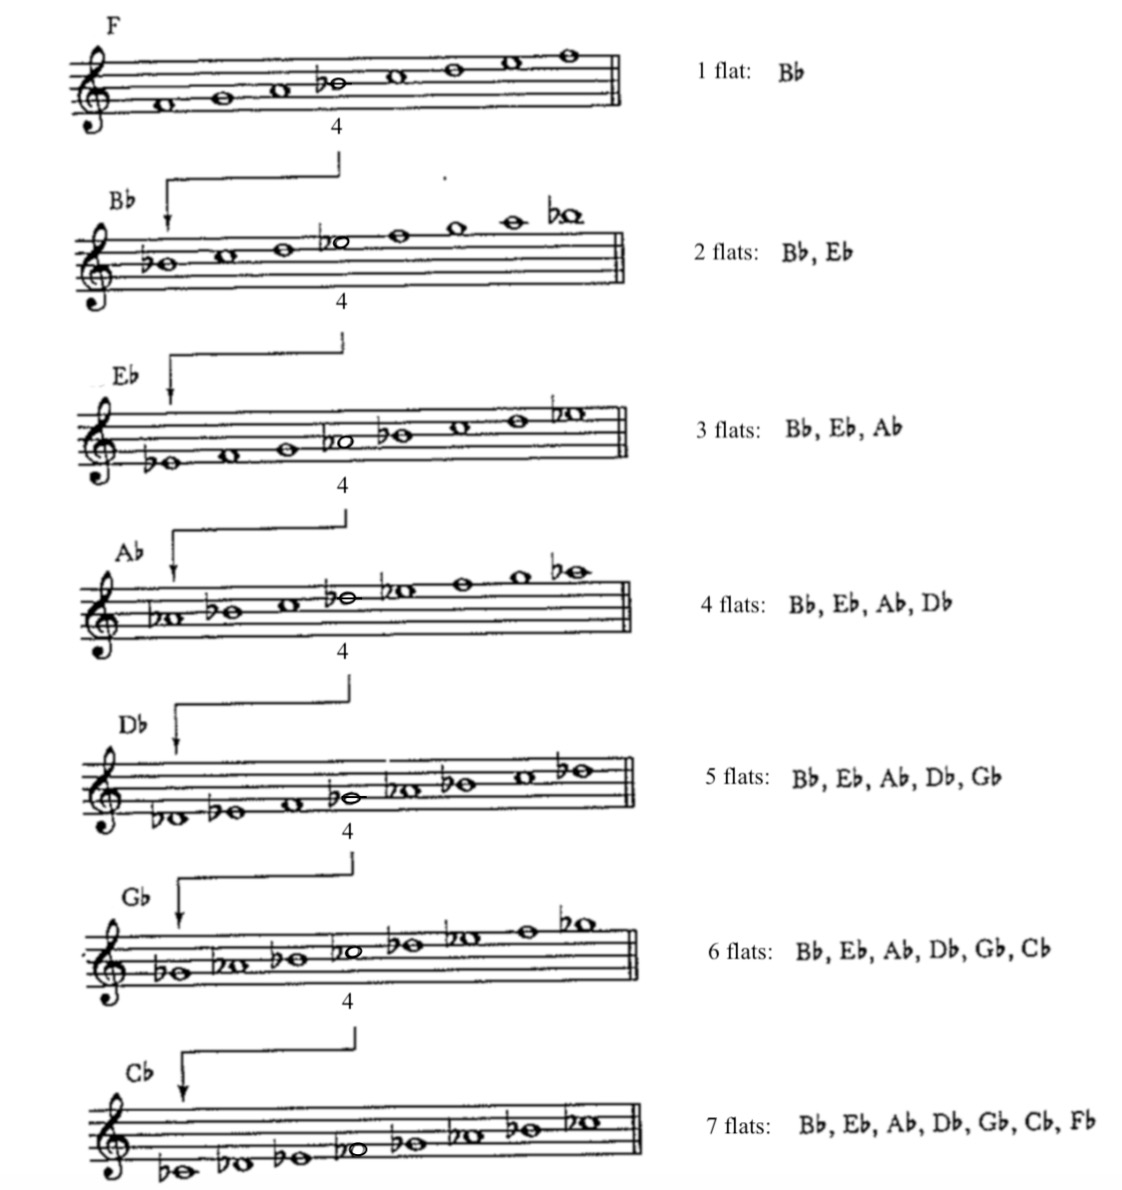 F
1 flat: B♭
4
B♭
2 flats: B♭, E♭
4
E♭
3 flats: B♭, E♭, A♭
4
A♭
4 flats: B♭, E♭, A♭, D♭
4
D♭
5 flats: B♭, E♭, A♭, D♭, G♭
4
G♭
6 flats: B♭, E♭, A♭, D♭, G♭, C♭
4
C♭
7 flats: B♭, E♭, A♭, D♭, G♭, C♭, F♭